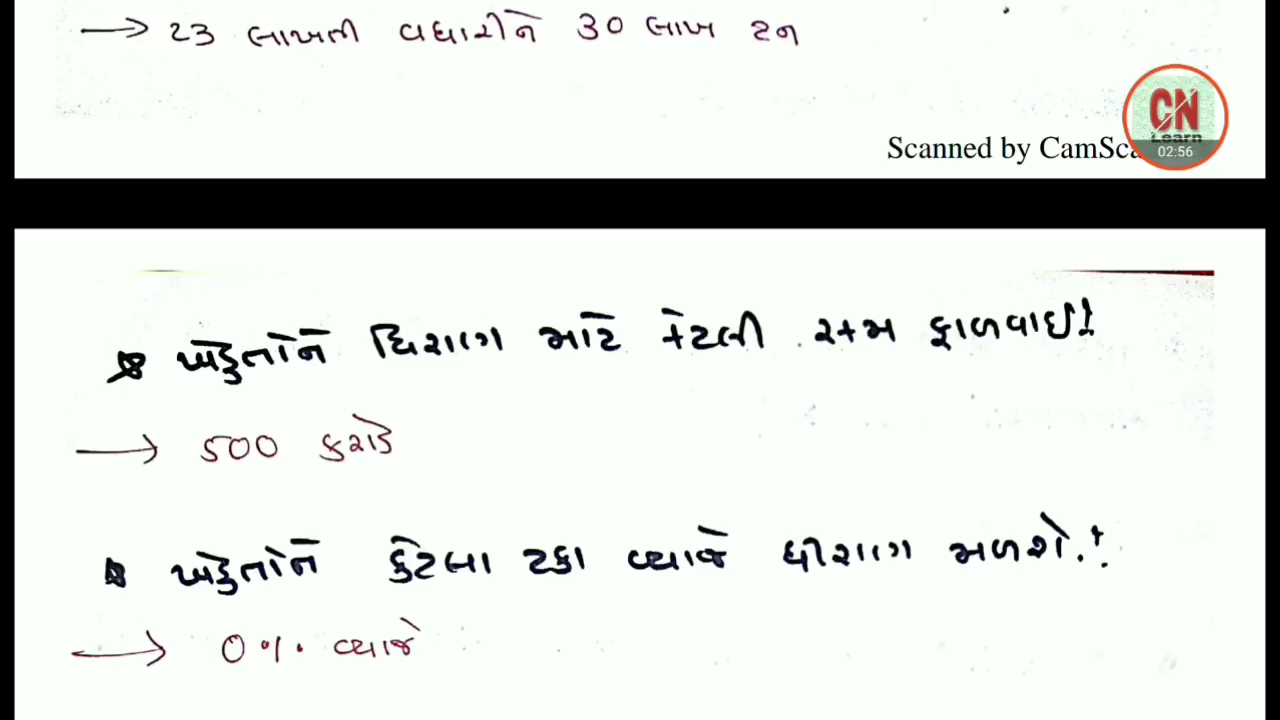 → 23 લાખતી વધારીને 30 લાખ ટન
CN
Learn
02:56
Scanned by CamSca
ખેડુતોને ધિરાણ માટે કેટલી રકમ ફાળવાઇ!
→ 500 કરોડ
ખેડુતોને કેટલા ટકા વ્યાજે ધીરાણ મળશે.!
→ 0% વ્યાજે